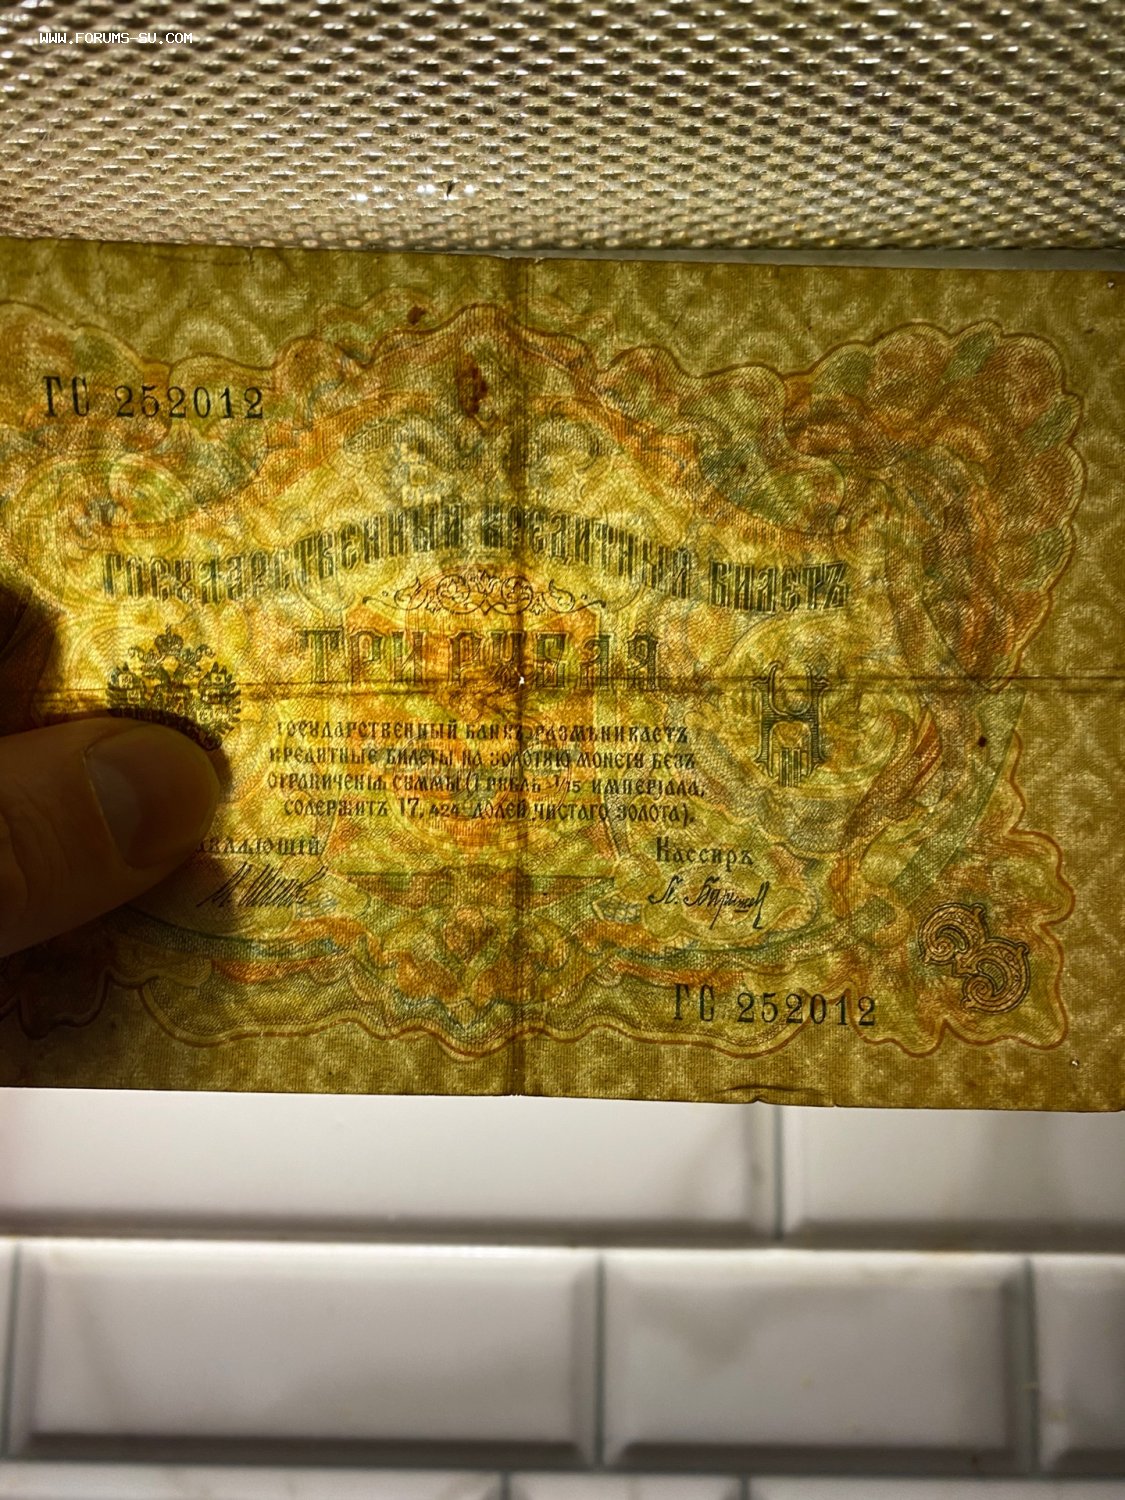 WWW.FORUMS-SU.COM
ГС 252012
ГОСУДАРСТВЕННЫЙ КРЕДИТНЫЙ БИЛЕТЪ
ТРИ РУБЛЯ
ГОСУДАРСТВЕННЫЙ БАНКЪ РАЗМѢНИВАЕТЪ
КРЕДИТНЫЕ БИЛЕТЫ НА ЗОЛОТУЮ МОНЕТУ БЕЗЪ
ОГРАНИЧЕНІЯ СУММЫ (1 РУБЛЬ = 1/15 ИМПЕРІАЛА,
СОДЕРЖИТЪ 17,424 ДОЛЕЙ ЧИСТАГО ЗОЛОТА).
Кассиръ
ГС 252012
3